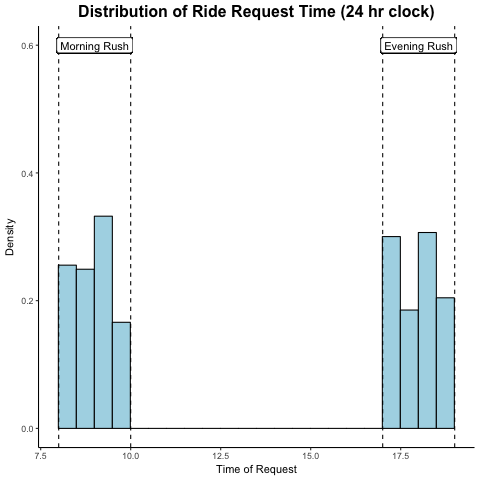 Distribution of Ride Request Time (24 hr clock)
Morning Rush
Evening Rush
0.6
0.4
0.2
0.0
Density
7.5
10.0
12.5
15.0
17.5
Time of Request